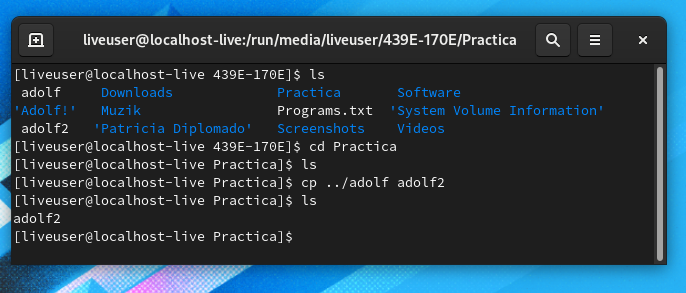 liveuser@localhost-live:/run/media/liveuser/439E-170E/Practica
[liveuser@localhost-live 439E-170E]$ ls
 adolf     Downloads             Practica       Software
'Adolf!'   Muzik                 Programs.txt  'System Volume Information'
 adolf2   'Patricia Diplomado'   Screenshots    Videos
[liveuser@localhost-live 439E-170E]$ cd Practica
[liveuser@localhost-live Practica]$ ls
[liveuser@localhost-live Practica]$ cp ../adolf adolf2
[liveuser@localhost-live Practica]$ ls
adolf2
[liveuser@localhost-live Practica]$